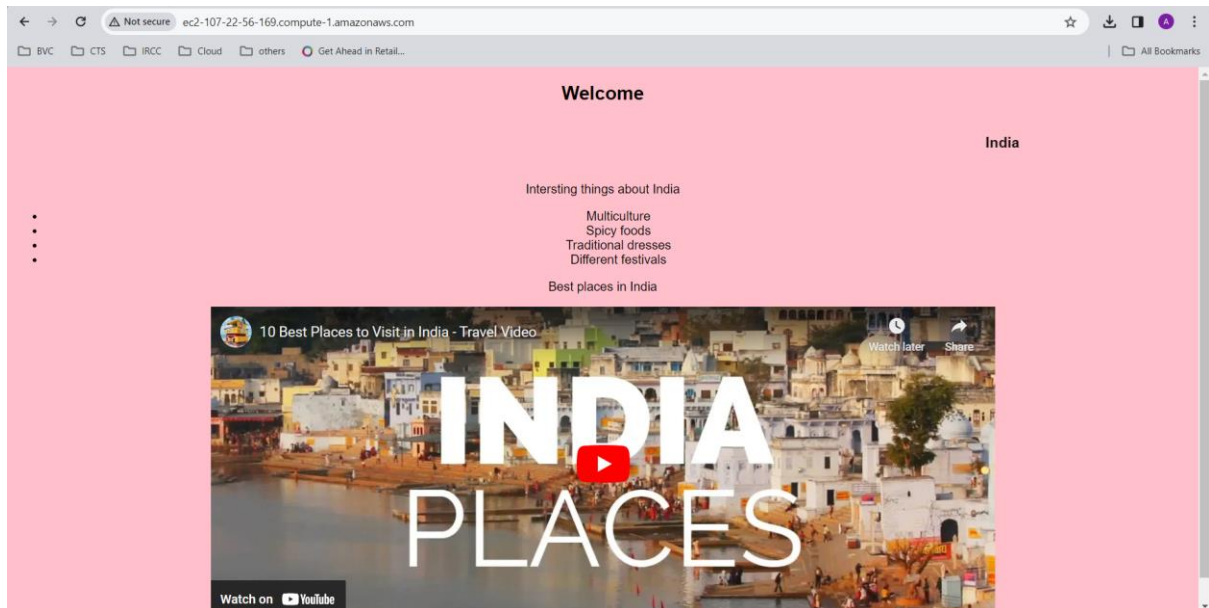 Not secure ec2-107-22-56-169.compute-1.amazonaws.com A
BVC CTS IRCC Cloud others Get Ahead in Retail... All Bookmarks
Welcome
India
Intersting things about India
Multiculture
Spicy foods
Traditional dresses
Different festivals
Best places in India
10 Best Places to Visit in India - Travel Video
Watch later Share
INDIA
PLACES
Watch on YouTube